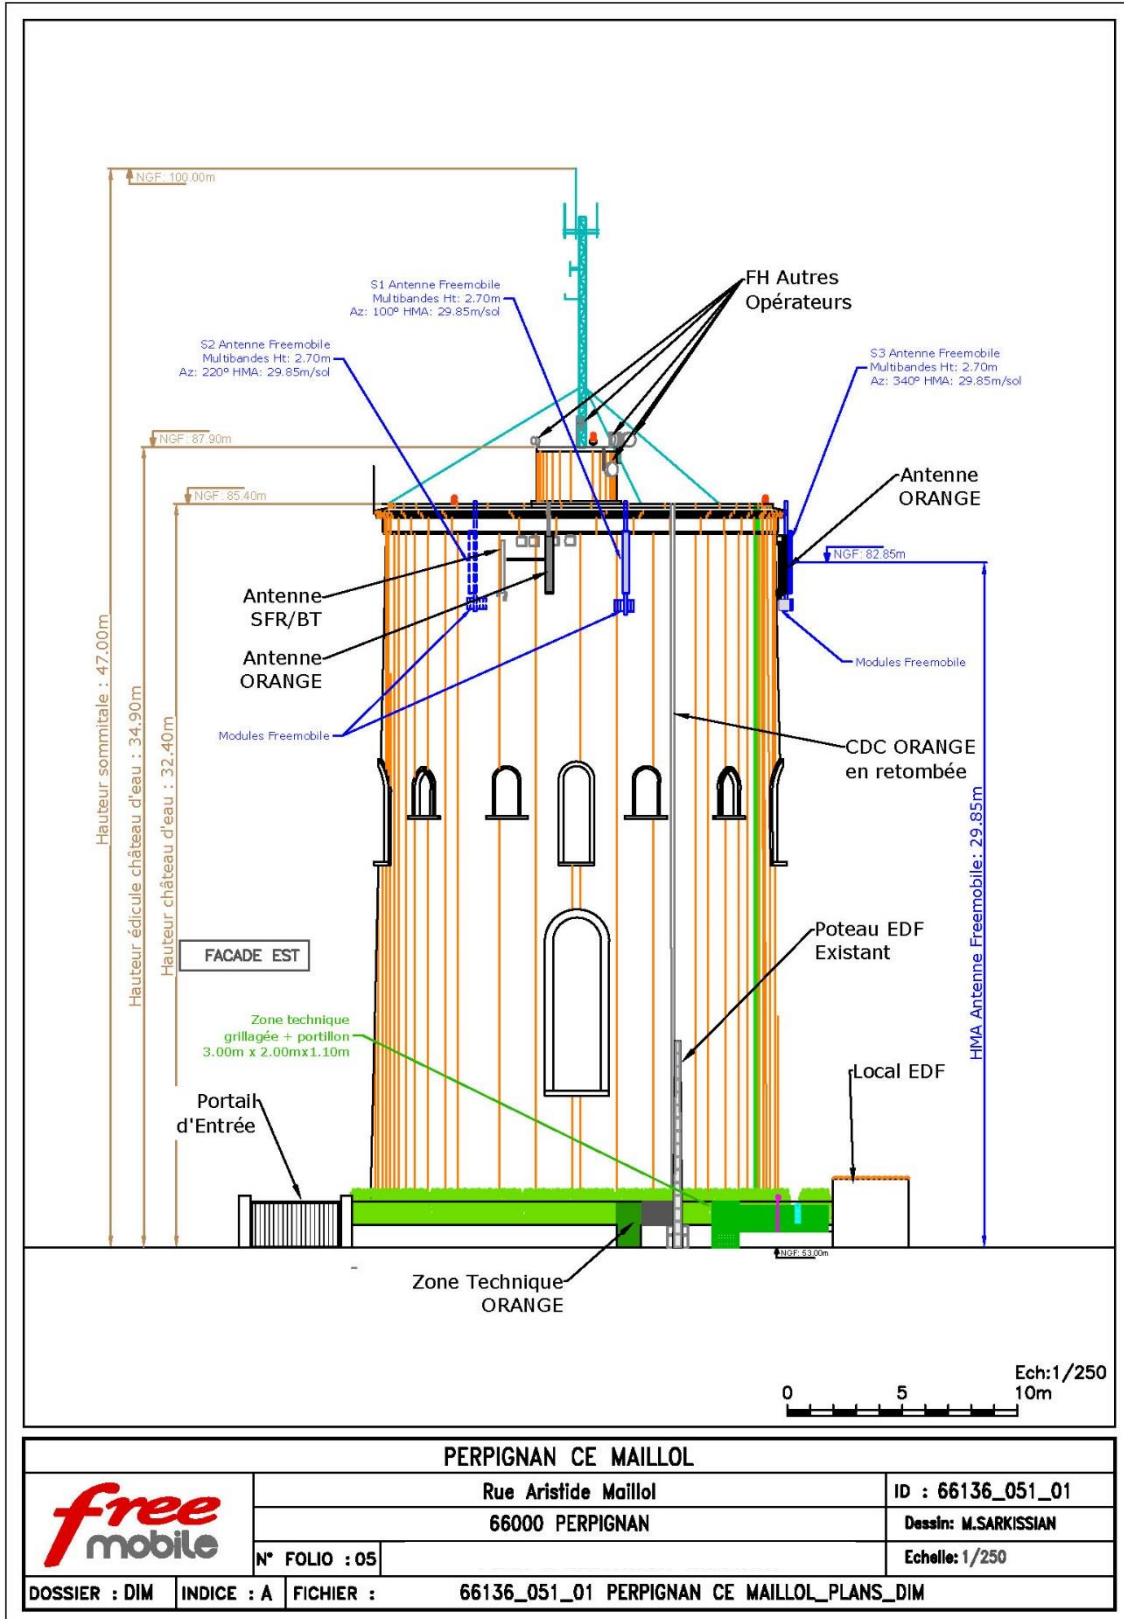 NGF: 100.00m
S1 Antenne Freemobile
Multibandes Ht: 2.70m
Az: 100º HMA: 29.85m/sol
FH Autres
Opérateurs
S2 Antenne Freemobile
Multibandes Ht: 2.70m
Az: 220º HMA: 29.85m/sol
S3 Antenne Freemobile
Multibandes Ht: 2.70m
Az: 340º HMA: 29.85m/sol
NGF: 87.90m
Antenne
ORANGE
NGF: 85.40m
NGF: 82.85m
Antenne
SFR/BT
Antenne
ORANGE
Modules Freemobile
Modules Freemobile
CDC ORANGE
en retombée
Hauteur sommitale : 47.00m
Hauteur édicule château d'eau : 34.90m
Hauteur château d'eau : 32.40m
HMA Antenne Freemobile: 29.85m
FACADE EST
Poteau EDF
Existant
Zone technique
grillagée + portillon
3.00m x 2.00mx1.10m
Portail
d'Entrée
Local EDF
NGF: 53.00m
Zone Technique
ORANGE
Ech:1/250
0 5 10m
PERPIGNAN CE MAILLOL
free
mobile
Rue Aristide Maillol
ID : 66136_051_01
66000 PERPIGNAN
Dessin: M.SARKISSIAN
N° FOLIO : 05
Echelle: 1/250
DOSSIER : DIM
INDICE : A
FICHIER : 66136_051_01 PERPIGNAN CE MAILLOL_PLANS_DIM